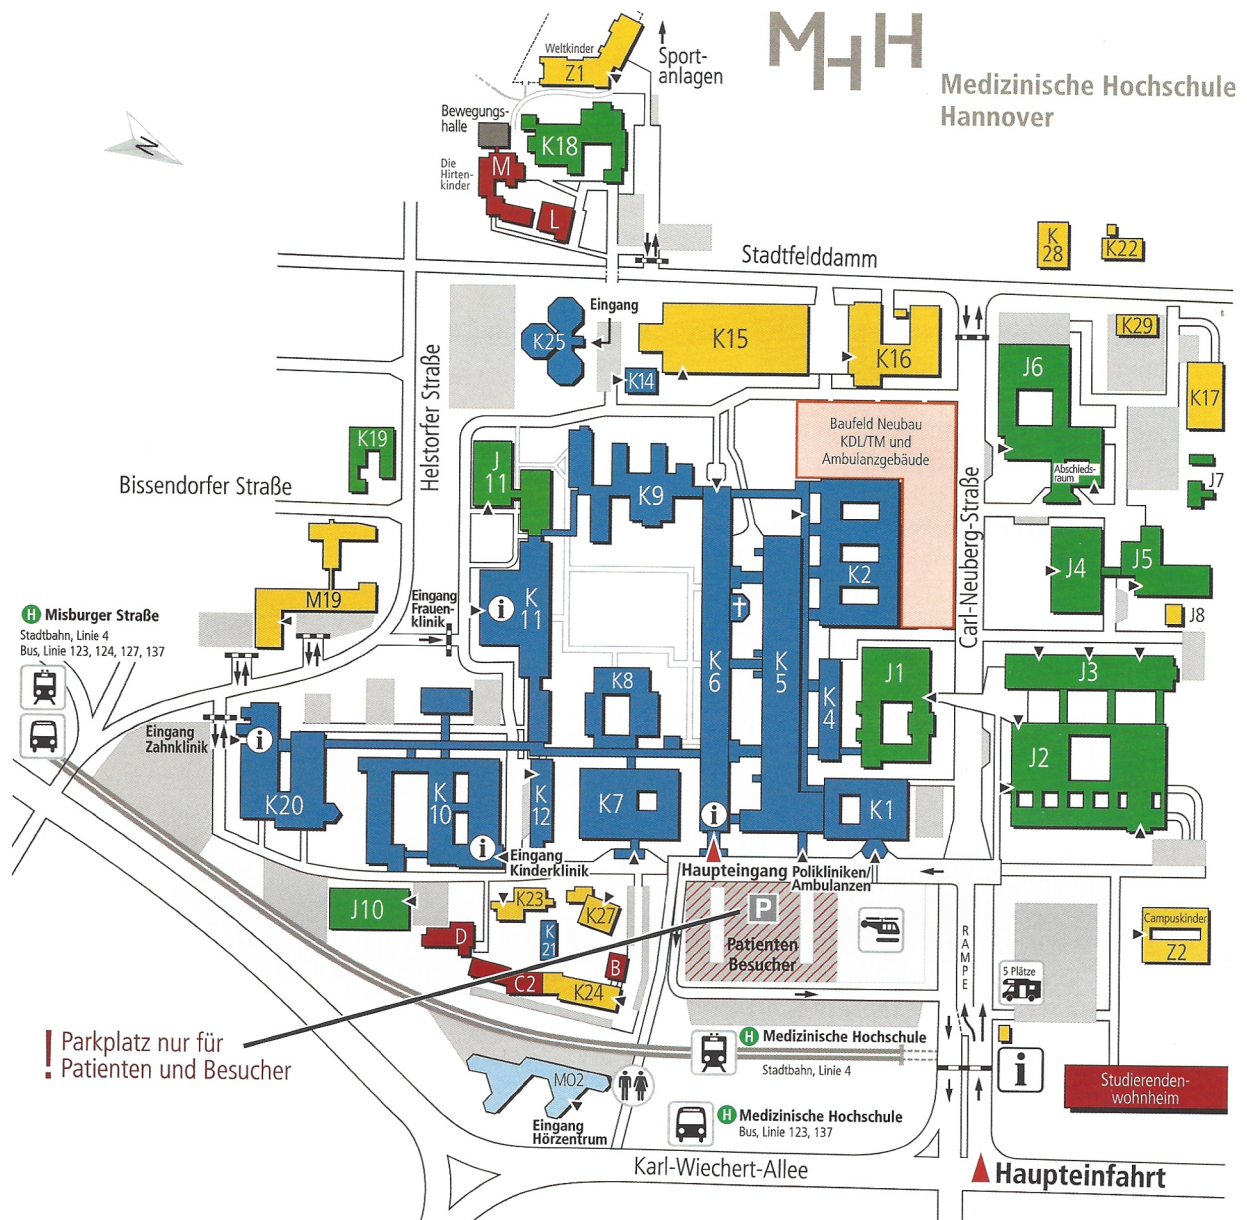 MHH
Medizinische Hochschule
Hannover
Weltkinder
Z1
Sport-
anlagen
Bewegungs-
halle
K18
M
Die
Hirten-
kinder
L
N
Stadtfelddamm
K
28
K22
Eingang
K25
K14
K15
K16
K29
K17
J6
Abschieds-
raum
J7
Helstorfer Straße
K19
Bissendorfer Straße
J
11
K9
Baufeld Neubau
KDL/TM und
Ambulanzgebäude
Carl-Neuberg-Straße
K2
J4
J5
J8
M19
Eingang
Frauen-
klinik
i
K
11
K
6
K
5
K
4
K8
J1
J3
J2
H Misburger Straße
Stadtbahn, Linie 4
Bus, Linie 123, 124, 127, 137
Eingang
Zahnklinik
i
K20
K
10
i
K
12
K7
i
K1
Eingang
Kinderklinik
Haupteingang
Polikliniken/
Ambulanzen
J10
K23
K27
K
21
D
C2
K24
B
P
Patienten
Besucher
RAMPE
Campuskinder
Z2
5 Plätze
! Parkplatz nur für
Patienten und Besucher
H Medizinische Hochschule
Stadtbahn, Linie 4
i
Studierenden-
wohnheim
MO2
Eingang
Hörzentrum
H Medizinische Hochschule
Bus, Linie 123, 137
Karl-Wiechert-Allee
Haupteinfahrt